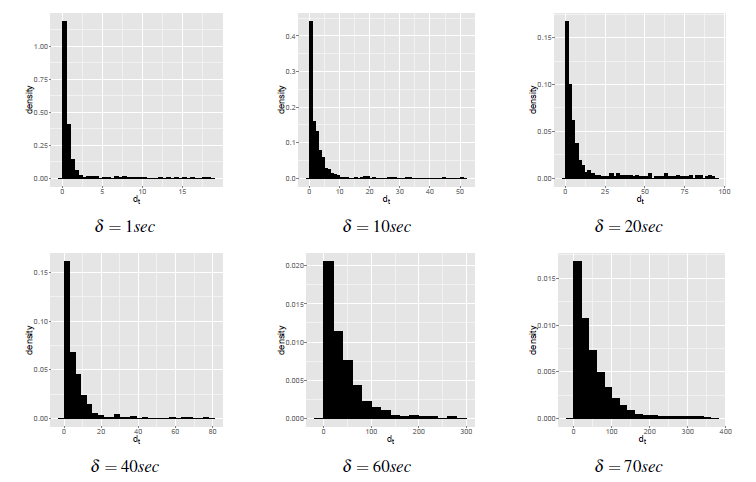 density
1.00
0.75
0.50
0.25
0.00
0 5 10 15
dt
δ = 1sec
density
0.4
0.3
0.2
0.1
0.0
0 10 20 30 40 50
dt
δ = 10sec
density
0.15
0.10
0.05
0.00
0 25 50 75 100
dt
δ = 20sec
density
0.15
0.10
0.05
0.00
0 20 40 60 80
dt
δ = 40sec
density
0.020
0.015
0.010
0.005
0.000
0 100 200 300
dt
δ = 60sec
density
0.015
0.010
0.005
0.000
0 100 200 300 400
dt
δ = 70sec